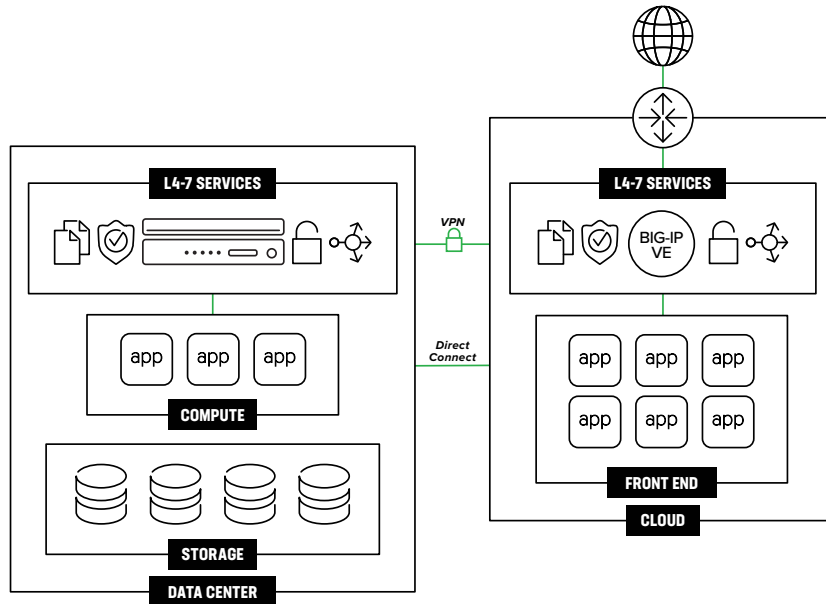 L4-7 SERVICES
app app app
COMPUTE
STORAGE
DATA CENTER
VPN
Direct
Connect
L4-7 SERVICES
BIG-IP
VE
app app app
app app app
FRONT END
CLOUD